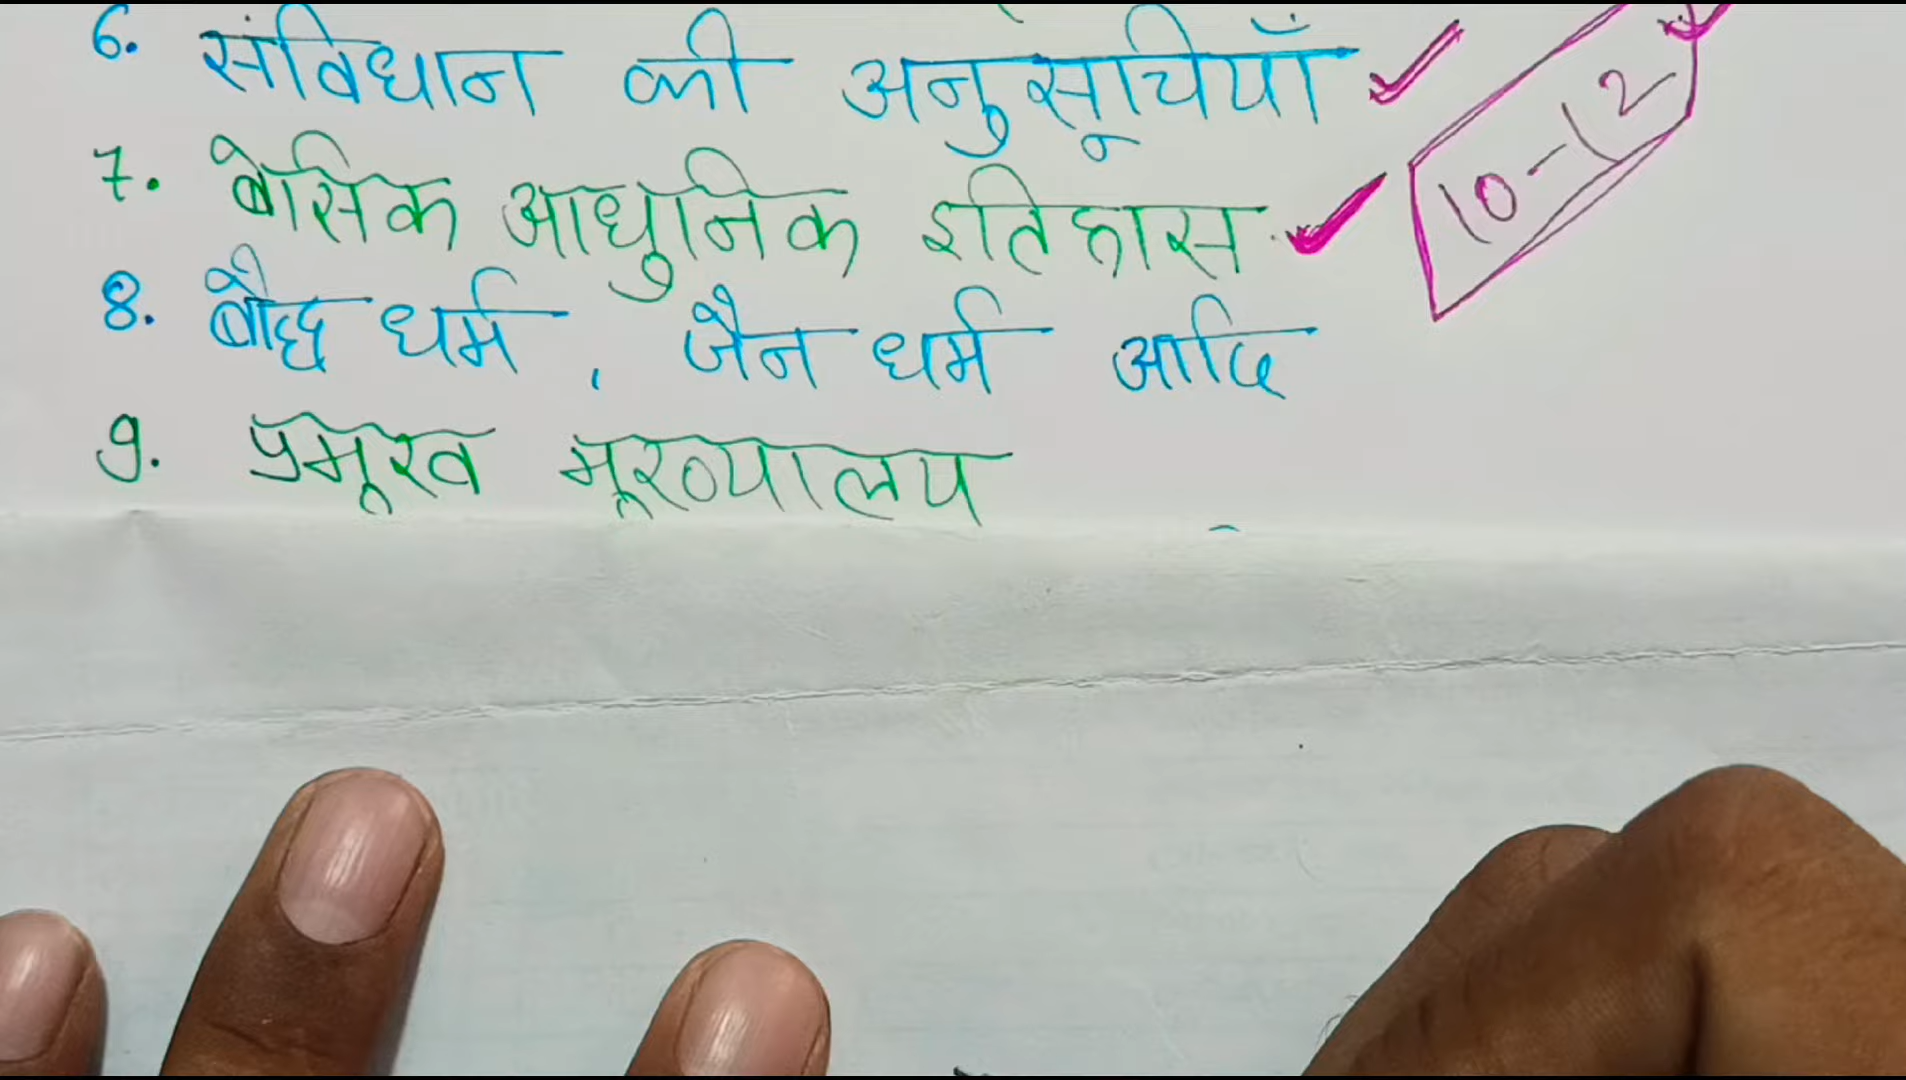 6. संविधान की अनुसूचियाँ
7. बेसिक आधुनिक इतिहास
10-12
8. बौद्ध धर्म, जैन धर्म आदि
9. प्रमूख मूख्यालय